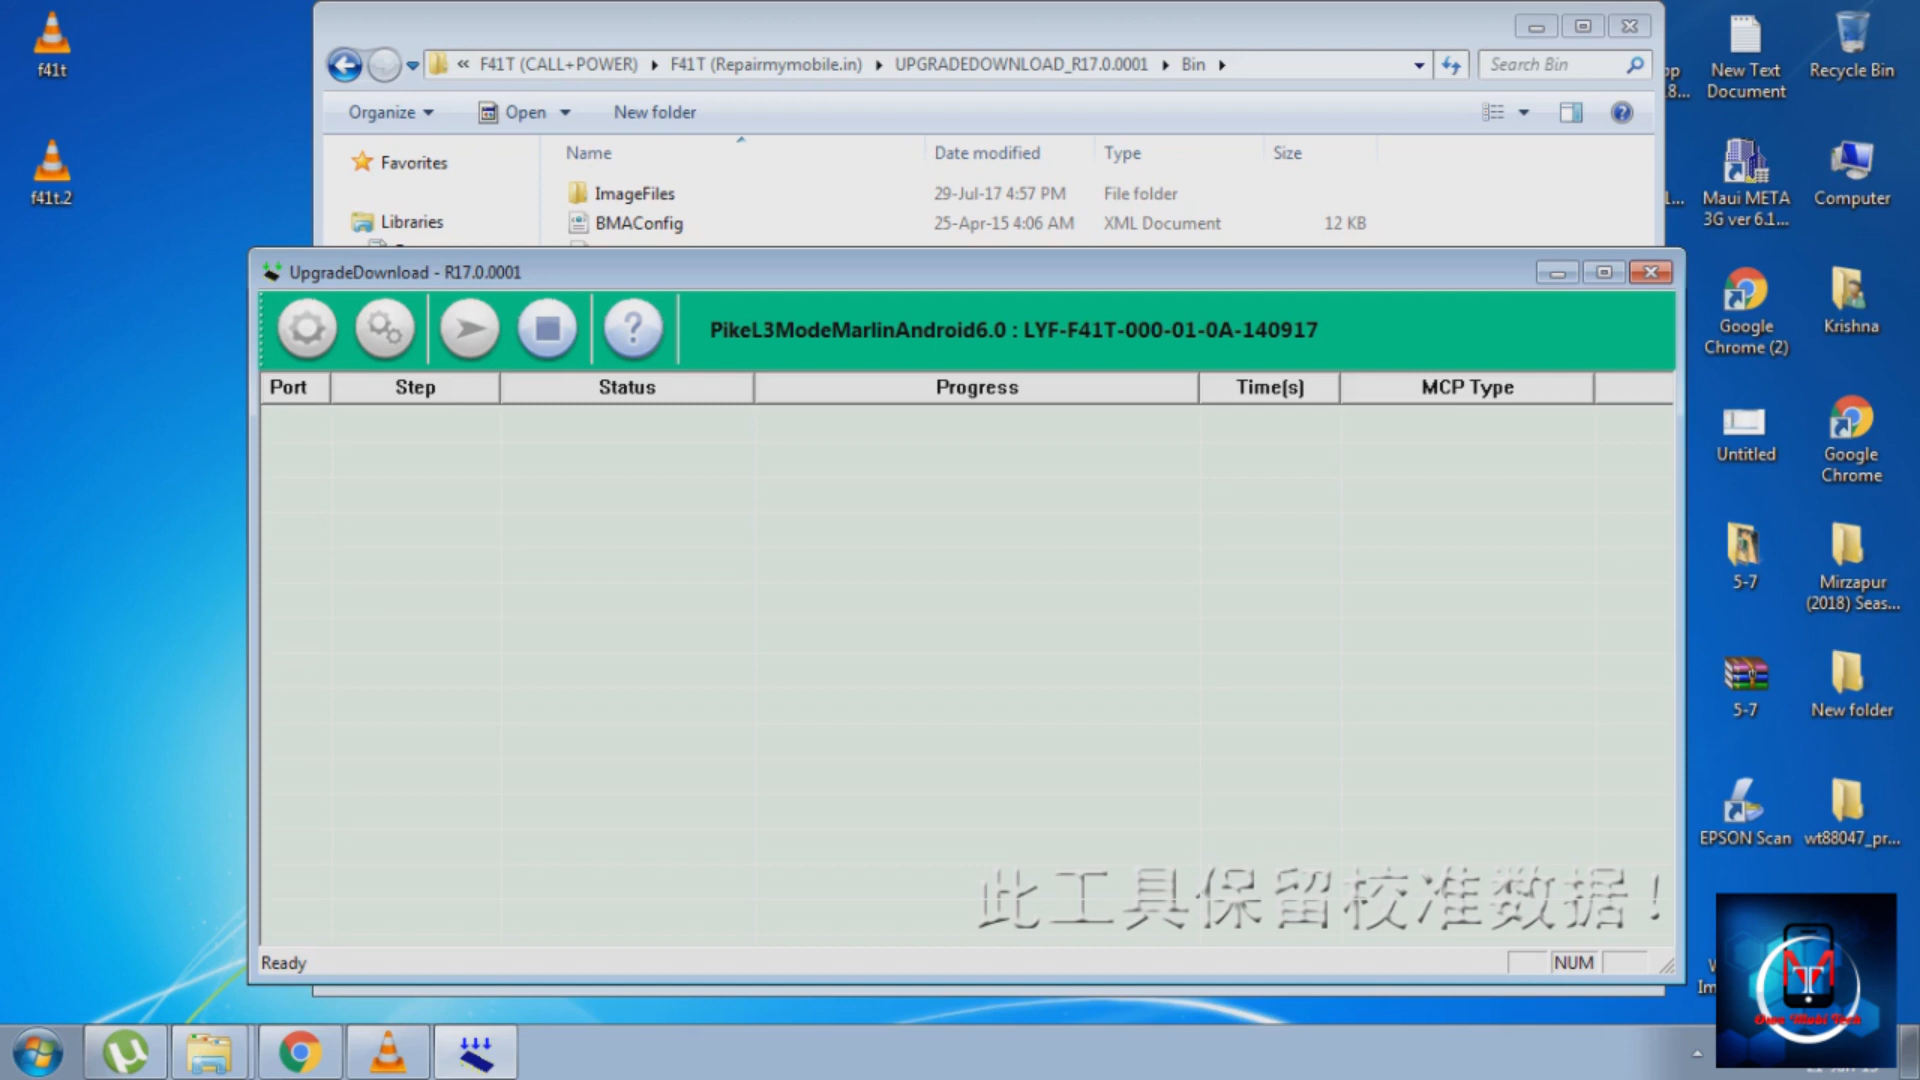 f41t
f41t.2
« F41T (CALL+POWER) F41T (Repairmymobile.in) UPGRADEDOWNLOAD_R17.0.0001 Bin
Search Bin
Organize Open New folder
Favorites
Libraries
Name Date modified Type Size
ImageFiles 29-Jul-17 4:57 PM File folder
BMAConfig 25-Apr-15 4:06 AM XML Document 12 KB
UpgradeDownload - R17.0.0001
PikeL3ModeMarlinAndroid6.0 : LYF-F41T-000-01-0A-140917
Port Step Status Progress Time(s) MCP Type
此工具保留校准数据!
Ready
NUM
New Text
Document
Recycle Bin
Maui META
3G ver 6.1...
Computer
Google
Chrome (2)
Krishna
Untitled
Google
Chrome
5-7
Mirzapur
(2018) Seas...
5-7
New folder
EPSON Scan
wt88047_pr...